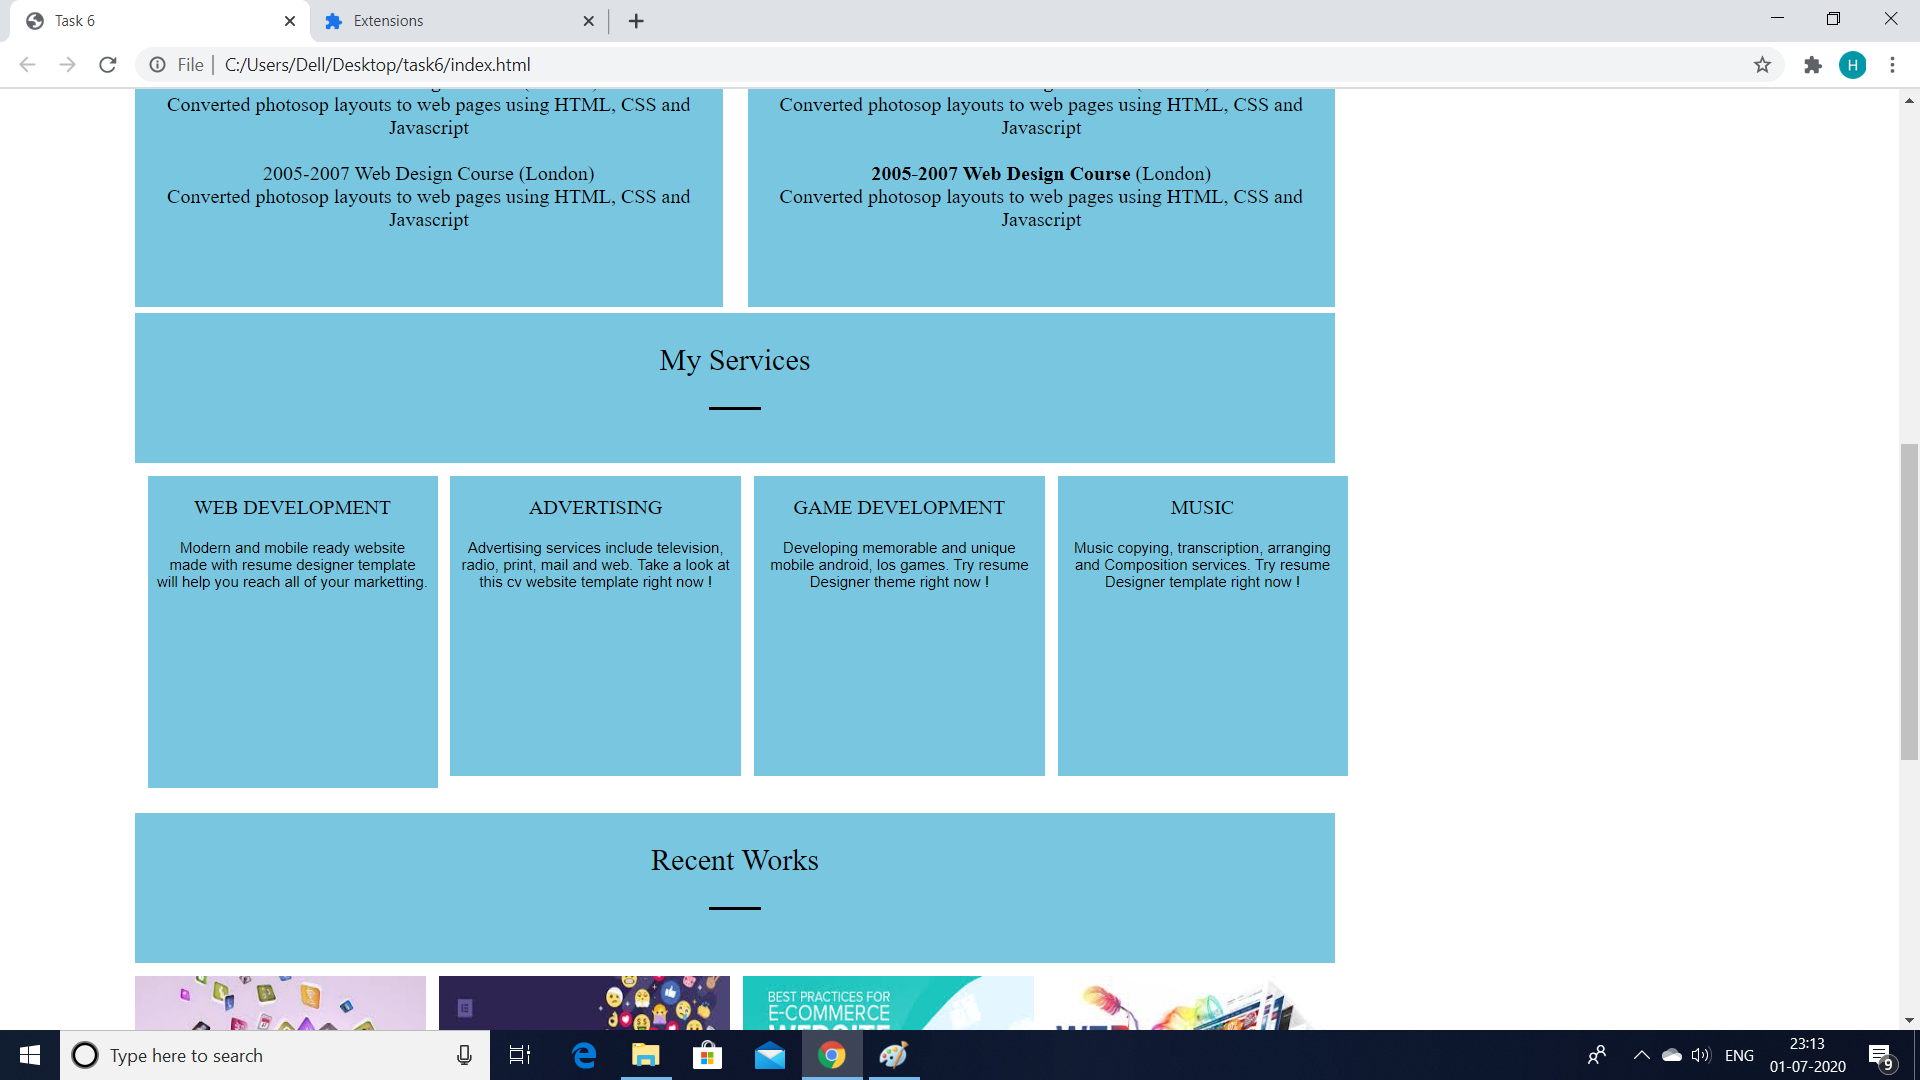 Task 6
Extensions
File
C:/Users/Dell/Desktop/task6/index.html
H
Converted photosop layouts to web pages using HTML, CSS and
Javascript
2005-2007 Web Design Course (London)
Converted photosop layouts to web pages using HTML, CSS and
Javascript
Converted photosop layouts to web pages using HTML, CSS and
Javascript
2005-2007 Web Design Course (London)
Converted photosop layouts to web pages using HTML, CSS and
Javascript
My Services
WEB DEVELOPMENT
Modern and mobile ready website
made with resume designer template
will help you reach all of your marketting.
ADVERTISING
Advertising services include television,
radio, print, mail and web. Take a look at
this cv website template right now !
GAME DEVELOPMENT
Developing memorable and unique
mobile android, los games. Try resume
Designer theme right now !
MUSIC
Music copying, transcription, arranging
and Composition services. Try resume
Designer template right now !
Recent Works
BEST PRACTICES FOR
E-COMMERCE
WEBSITE
WEB
Type here to search
ENG
23:13
01-07-2020
9